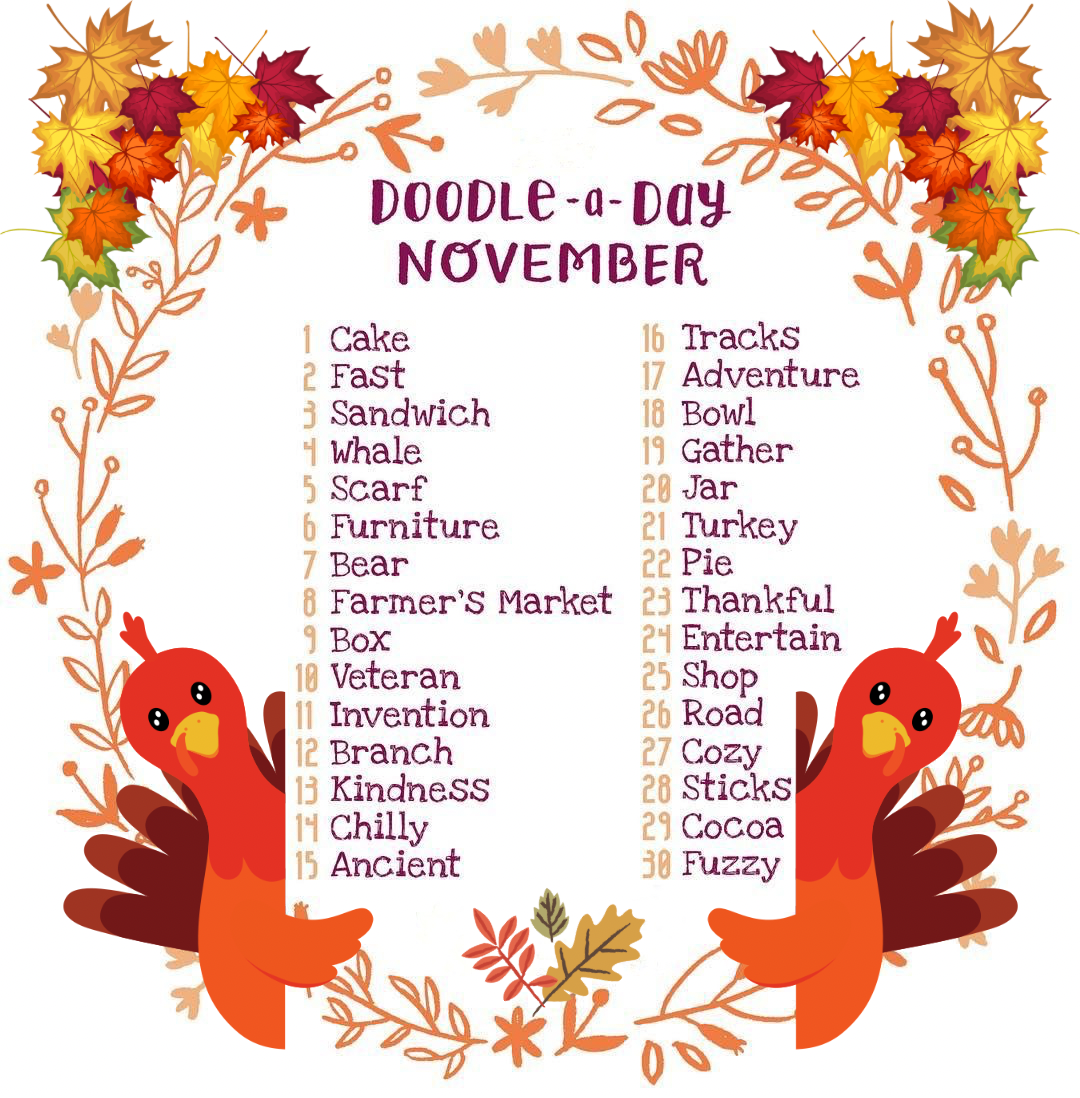 DOODLE-a-DAY
NOVEMBER
1 Cake
2 Fast
3 Sandwich
4 Whale
5 Scarf
6 Furniture
7 Bear
8 Farmer's Market
9 Box
10 Veteran
11 Invention
12 Branch
13 Kindness
14 Chilly
15 Ancient
16 Tracks
17 Adventure
18 Bowl
19 Gather
20 Jar
21 Turkey
22 Pie
23 Thankful
24 Entertain
25 Shop
26 Road
27 Cozy
28 Sticks
29 Cocoa
30 Fuzzy